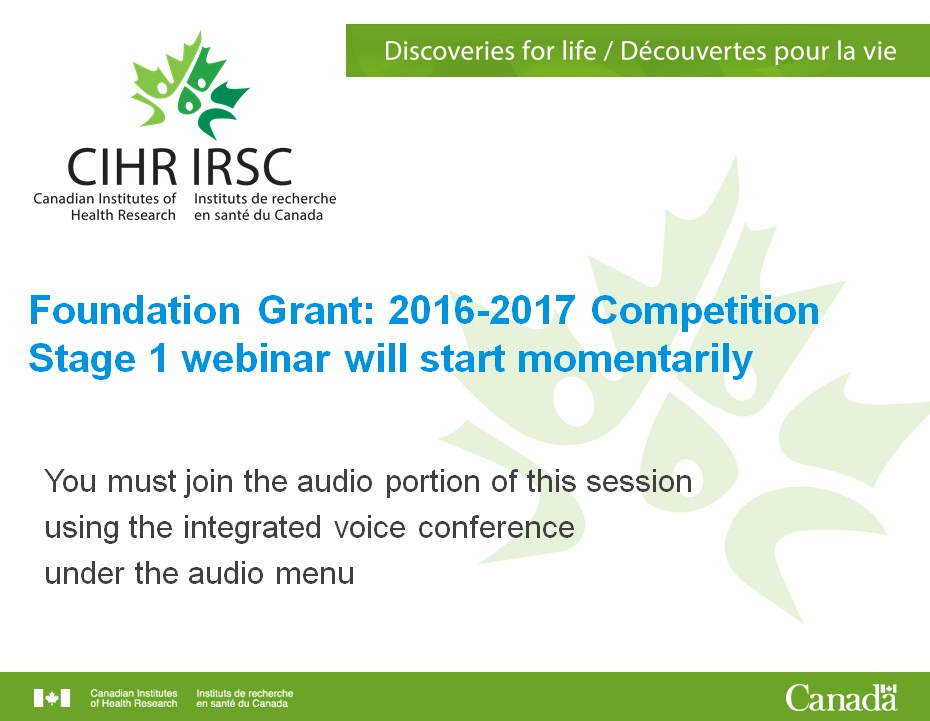 Discoveries for life / Découvertes pour la vie
CIHR IRSC
Canadian Institutes of Health Research
Instituts de recherche en santé du Canada
Foundation Grant: 2016-2017 Competition
Stage 1 webinar will start momentarily
You must join the audio portion of this session
using the integrated voice conference
under the audio menu
Canadian Institutes
of Health Research
Instituts de recherche
en santé du Canada
Canada